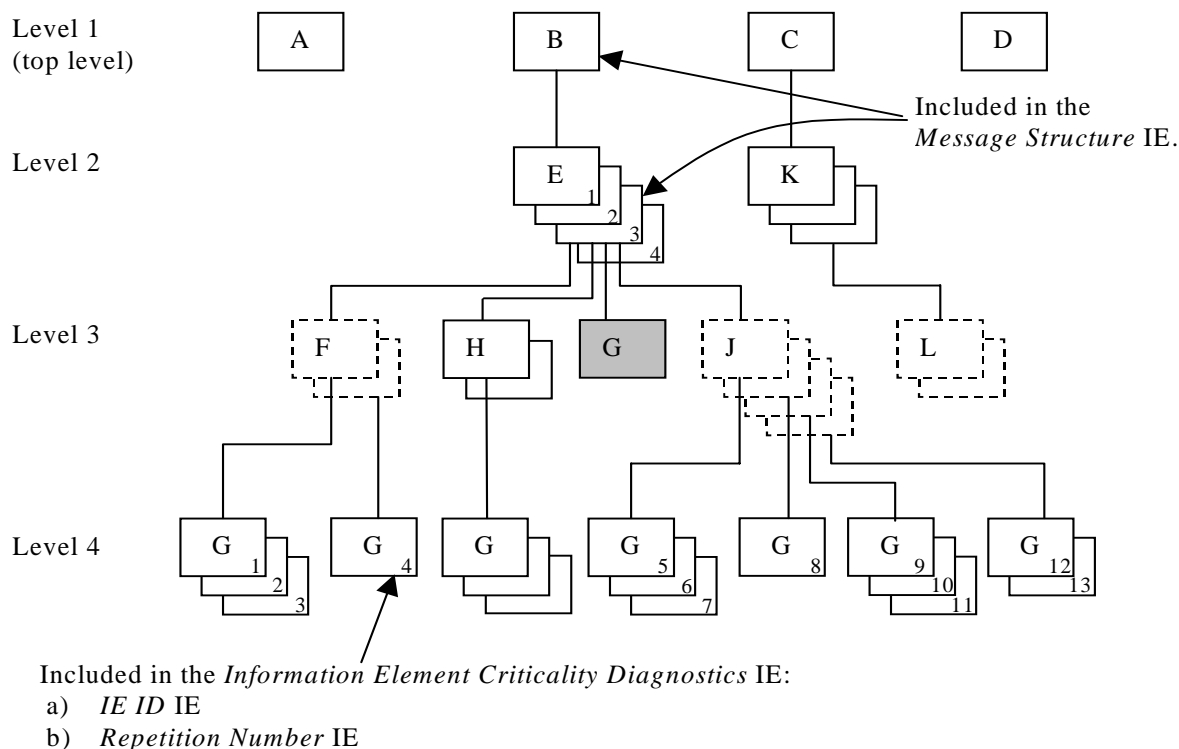 Level 1
(top level)
A
B
C
D
Included in the
Message Structure IE.
Level 2
E
1
2
3
4
K
Level 3
F
H
G
J
L
Level 4
G
1
2
3
G
4
G
G
5
6
7
G
8
G
9
10
11
G
12
13
Included in the Information Element Criticality Diagnostics IE:
a) IE ID IE
b) Repetition Number IE